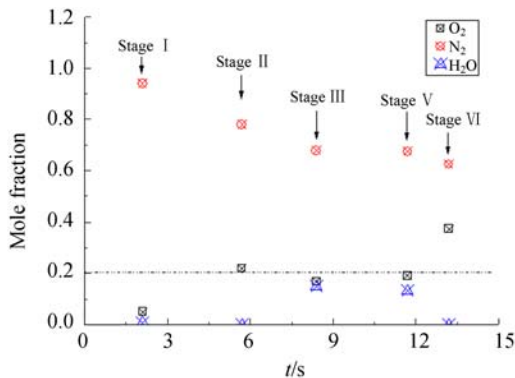 O₂
N₂
H₂O
Stage Ⅰ
Stage Ⅱ
Stage Ⅲ
Stage Ⅴ
Stage Ⅵ
Mole fraction
1.2
1.0
0.8
0.6
0.4
0.2
0.0
0 3 6 9 12 15
t/s